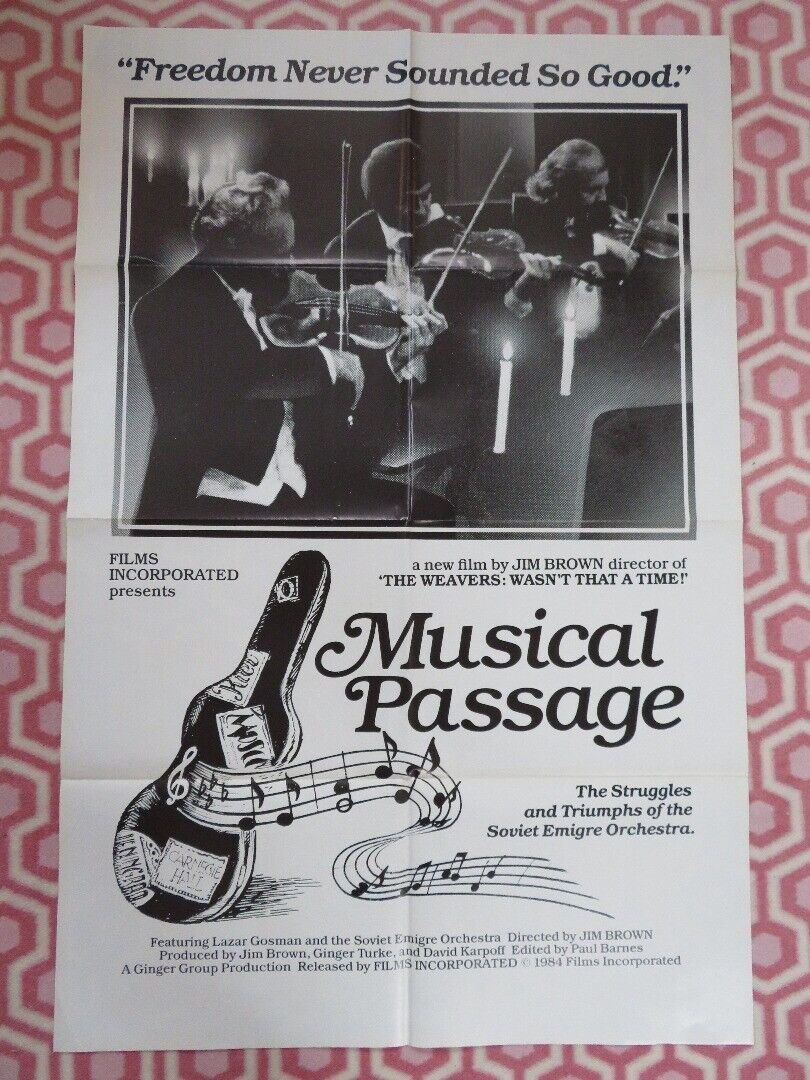 “Freedom Never Sounded So Good.”
FILMS
INCORPORATED
presents
a new film by JIM BROWN director of
‘THE WEAVERS: WASN'T THAT A TIME!’
Musical
Passage
CARNEGIE
HALL
The Struggles
and Triumphs of the
Soviet Emigre Orchestra.
Featuring Lazar Gosman and the Soviet Emigre Orchestra Directed by JIM BROWN
Produced by Jim Brown, Ginger Turke, and David Karpoff Edited by Paul Barnes
A Ginger Group Production Released by FILMS INCORPORATED © 1984 Films Incorporated